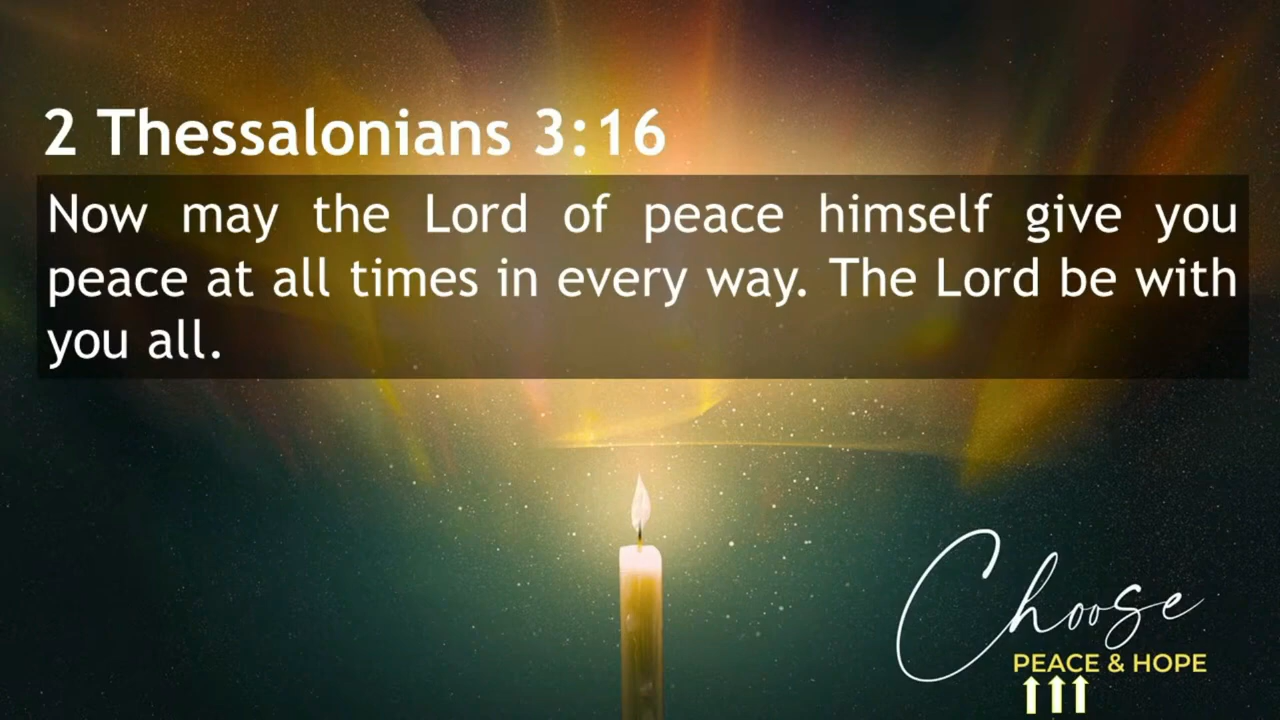 2 Thessalonians 3:16
Now may the Lord of peace himself give you
peace at all times in every way. The Lord be with
you all.
Choose
PEACE & HOPE